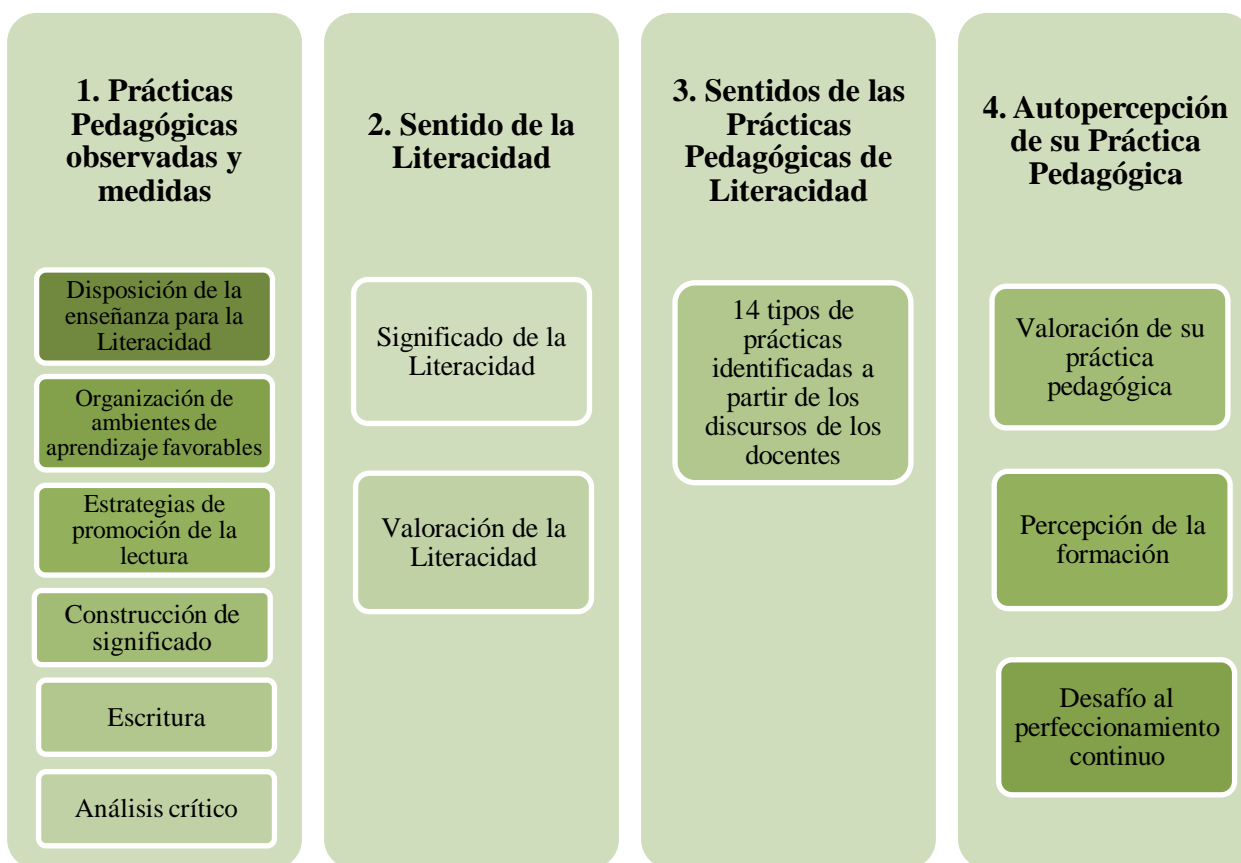 1. Prácticas
Pedagógicas
observadas y
medidas
Disposición de la
enseñanza para la
Literacidad
Organización de
ambientes de
aprendizaje favorables
Estrategias de
promoción de la
lectura
Construcción de
significado
Escritura
Análisis crítico
2. Sentido de la
Literacidad
Significado de la
Literacidad
Valoración de la
Literacidad
3. Sentidos de las
Prácticas
Pedagógicas de
Literacidad
14 tipos de
prácticas
identificadas a
partir de los
discursos de los
docentes
4. Autopercepción
de su Práctica
Pedagógica
Valoración de su
práctica
pedagógica
Percepción de la
formación
Desafío al
perfeccionamiento
continuo